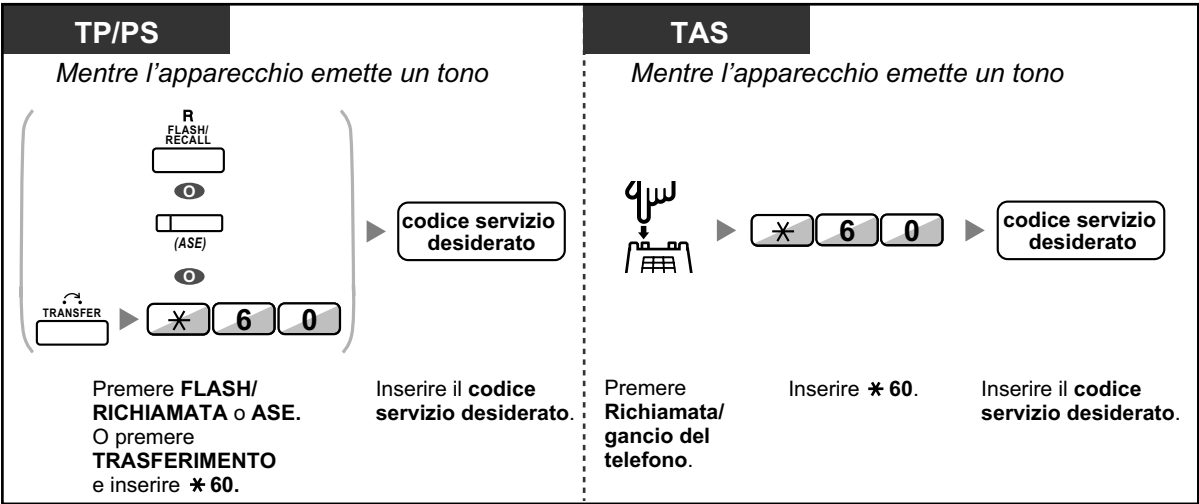 TP/PS
Mentre l'apparecchio emette un tono
R
FLASH/
RECALL
O
(ASE)
O
TRANSFER
* 6 0
codice servizio
desiderato
Premere FLASH/
RICHIAMATA o ASE.
O premere
TRASFERIMENTO
e inserire * 60.
Inserire il codice
servizio desiderato.
TAS
Mentre l'apparecchio emette un tono
* 6 0
codice servizio
desiderato
Premere
Richiamata/
gancio del
telefono.
Inserire * 60.
Inserire il codice
servizio desiderato.